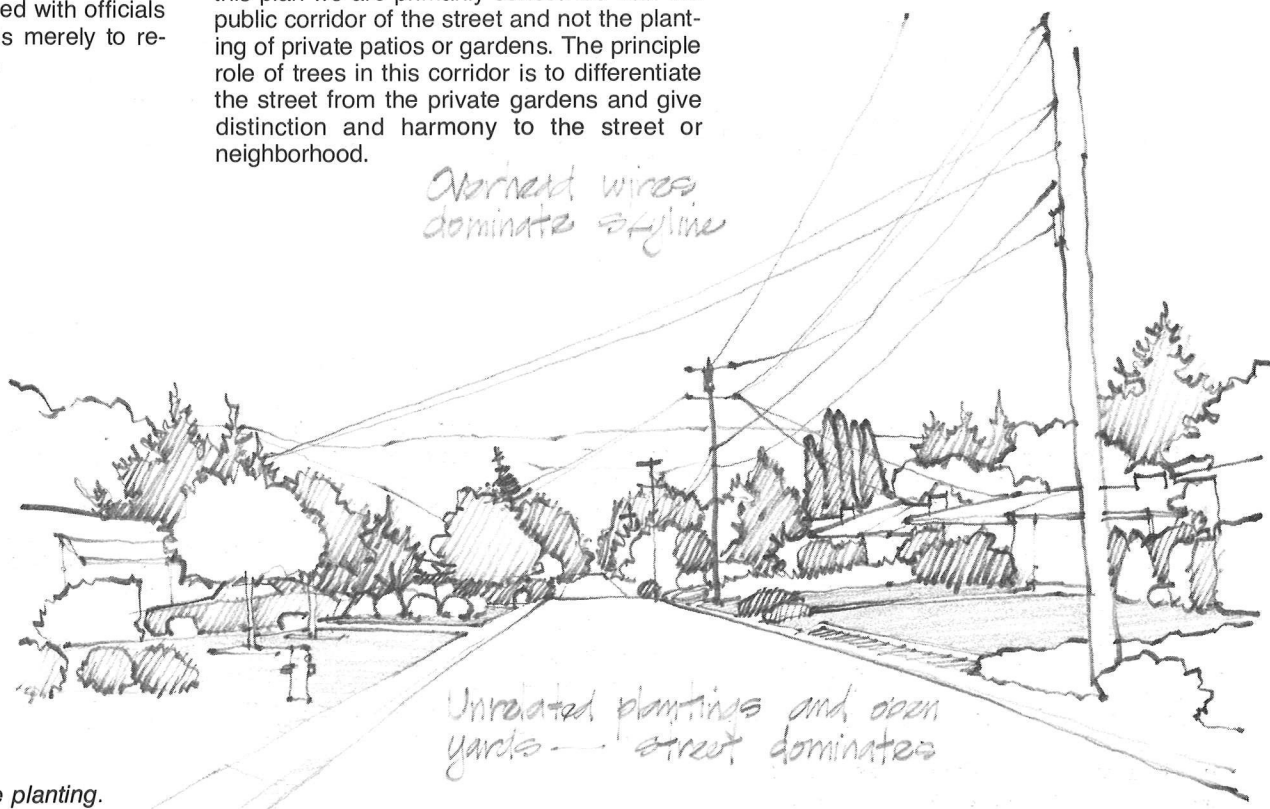 ed with officials
s merely to re-
public corridor of the street and not the plant-
ing of private patios or gardens. The principle
role of trees in this corridor is to differentiate
the street from the private gardens and give
distinction and harmony to the street or
neighborhood.
Overhead wires
dominate skyline
Unrelated plantings and open
yards — street dominates
planting.